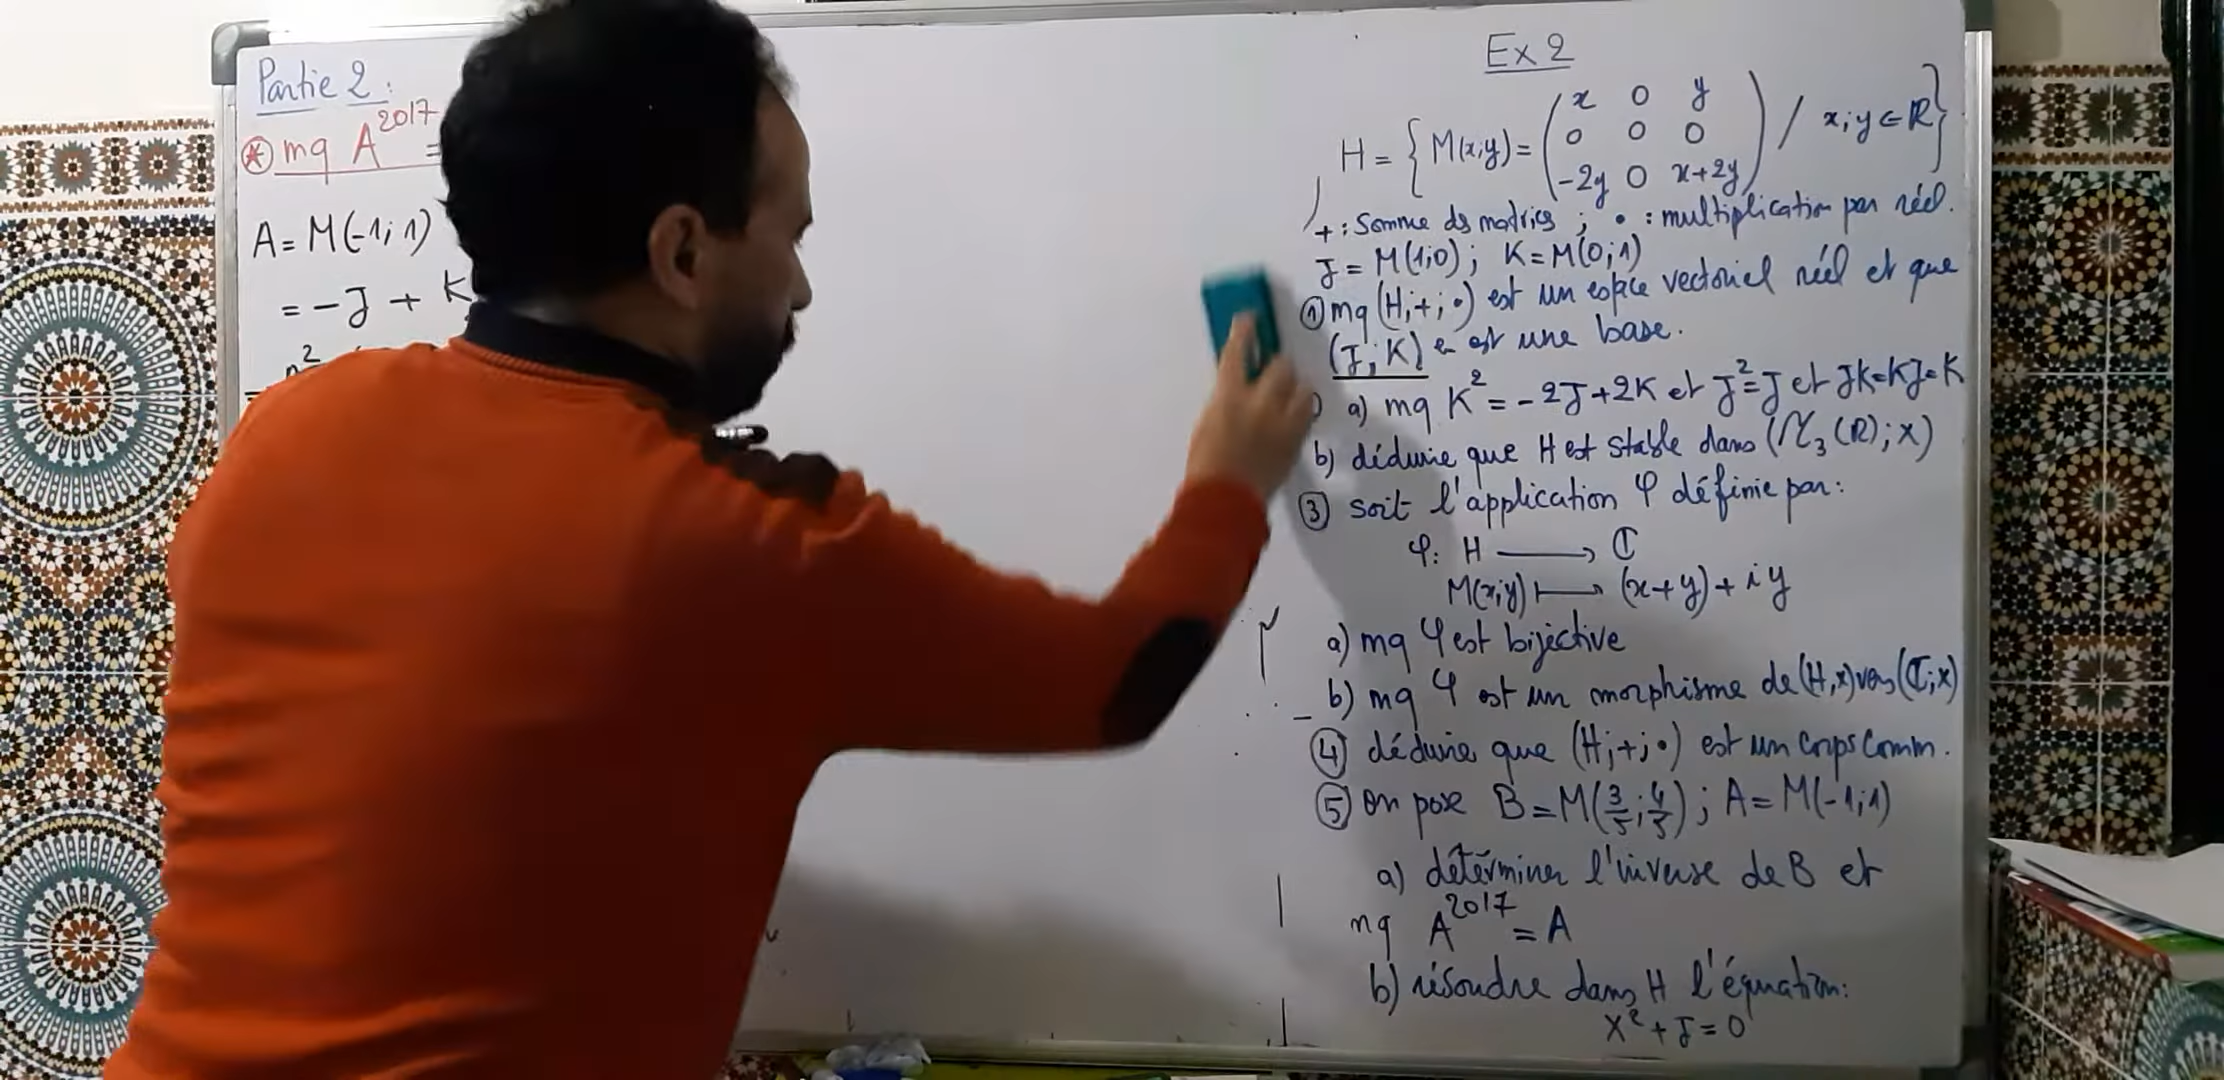 Partie 2 :
* mq A^2017 =
A = M(-1;1)
= -J + K
Ex 2
H = { M(x;y) = ( x 0 y
0 0 0
-2y 0 x+2y ) / x;y ∈ ℝ }
+ : Somme ds matrices ; • : multiplication par réel.
J = M(1;0) ; K = M(0;1)
① mq (H;+;•) est un espace vectoriel réel et que
(J;K) en est une base.
a) mq K² = -2J+2K et J²=J et JK=KJ=K
b) déduire que H est stable dans (M₃(ℝ);×)
③ soit l'application φ définie par :
φ: H ⟶ ℂ
M(x;y) ⟼ (x+y)+iy
a) mq φ est bijective
b) mq φ est un morphisme de (H,×) vers (ℂ;×)
④ déduire que (H;+;•) est un corps Comm.
⑤ on pose B = M(3/5;4/5) ; A = M(-1;1)
a) déterminer l'inverse de B et
mq A^2017 = A
b) résoudre dans H l'équation:
X² + J = 0